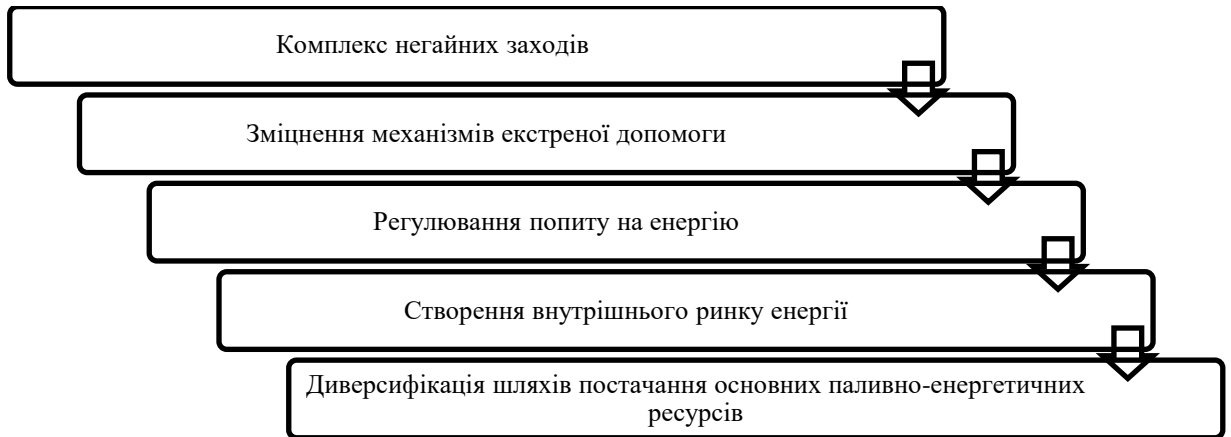 Комплекс негайних заходів
Зміцнення механізмів екстреної допомоги
Регулювання попиту на енергію
Створення внутрішнього ринку енергії
Диверсифікація шляхів постачання основних паливно-енергетичних
ресурсів